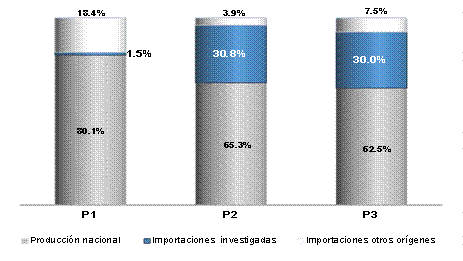 18.4% 3.9% 7.5%
1.5% 30.8% 30.0%
80.1% 65.3% 62.5%
P1 P2 P3
Producción nacional Importaciones investigadas Importaciones otros orígenes